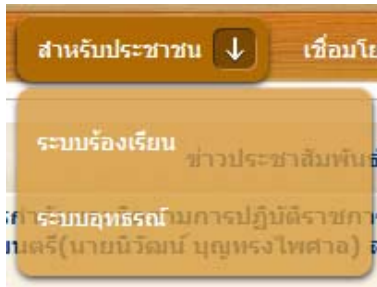 สำหรับประชาชน เชื่อมโย
ระบบร้องเรียน
ข่าวประชาสัมพันธ์
ระบบอุทธรณ์ ามการปฏิบัติราชกา
นตรี(นายนิวัฒน์ บุญทรงไพศาล)